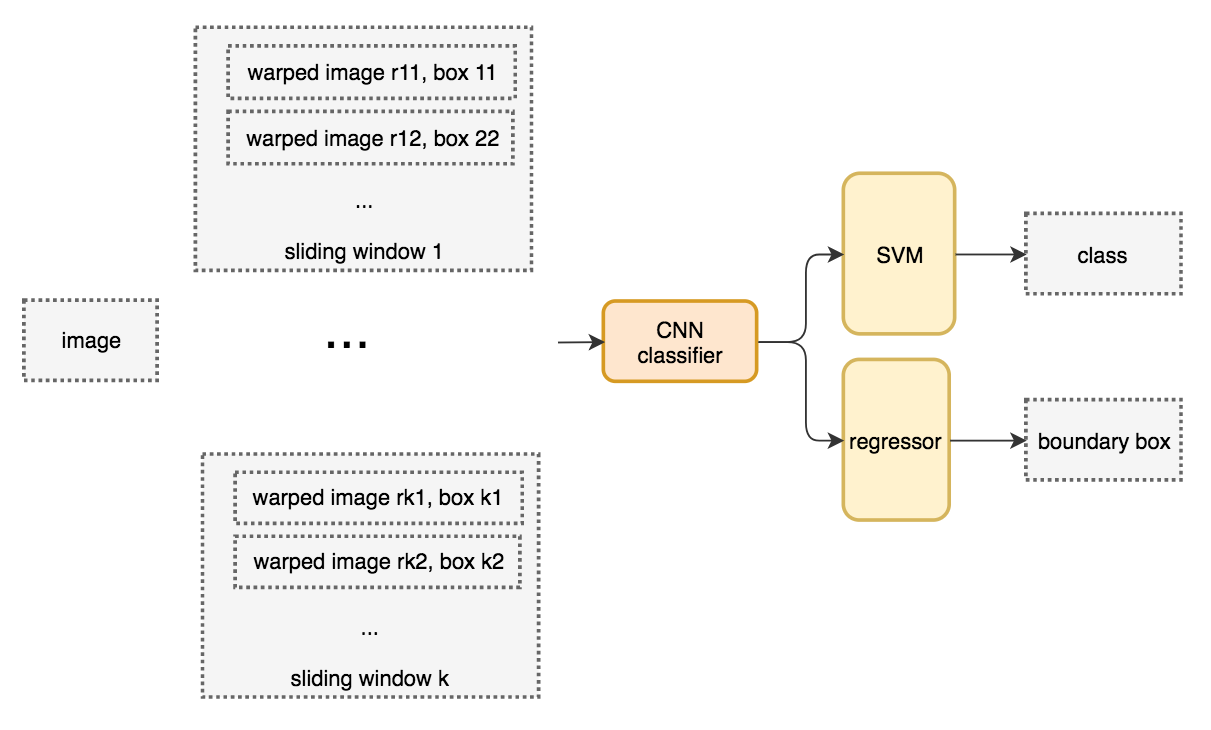 warped image r11, box 11
warped image r12, box 22
...
sliding window 1
image
...
warped image rk1, box k1
warped image rk2, box k2
...
sliding window k
CNN
classifier
SVM
class
regressor
boundary box